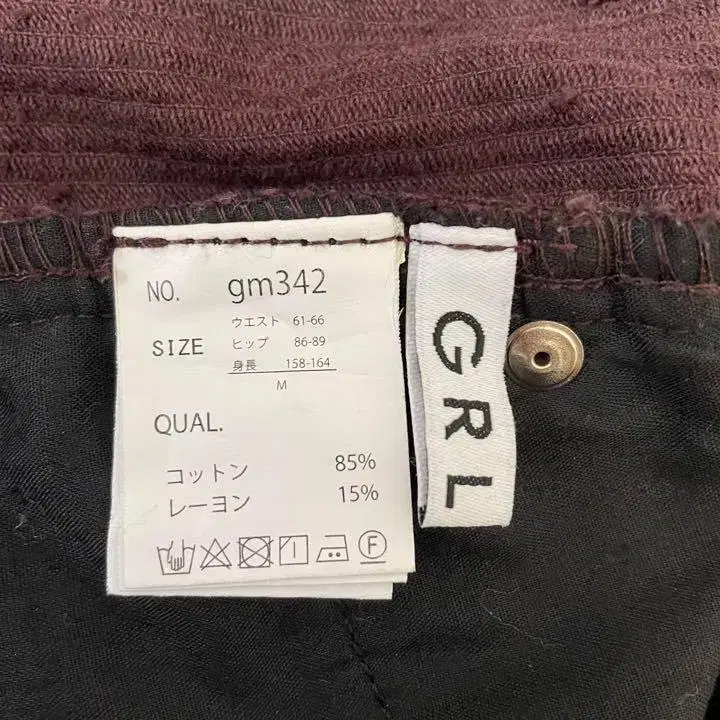 NO. gm342
SIZE
ウエスト 61-66
ヒップ 86-89
身長 158-164
M
QUAL.
コットン 85%
レーヨン 15%
F
GRL